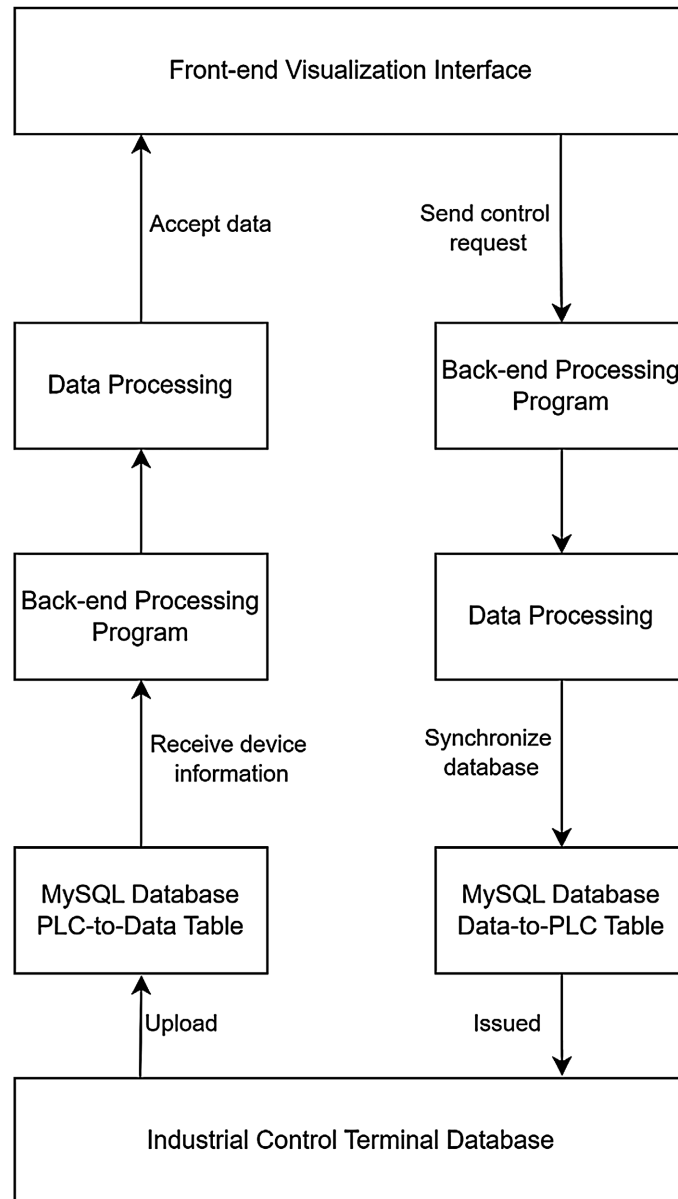 Front-end Visualization Interface
Accept data
Send control
request
Data Processing
Back-end Processing
Program
Back-end Processing
Program
Data Processing
Receive device
information
Synchronize
database
MySQL Database
PLC-to-Data Table
MySQL Database
Data-to-PLC Table
Upload
Issued
Industrial Control Terminal Database